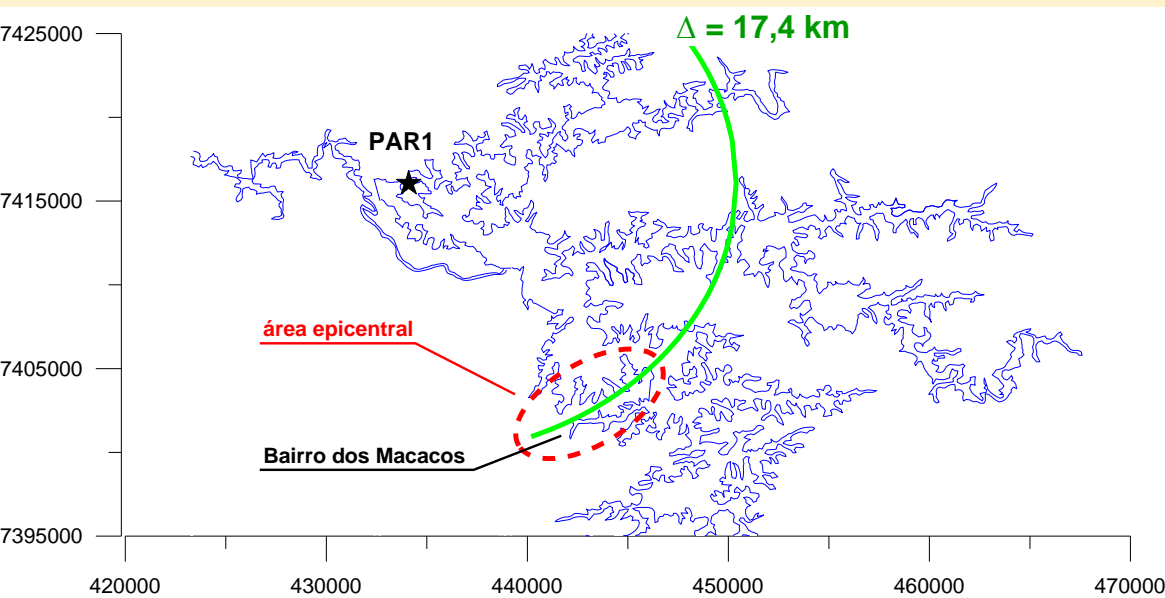 7425000
Δ = 17,4 km
PAR1
7415000
7405000
área epicentral
Bairro dos Macacos
7395000
420000 430000 440000 450000 460000 470000